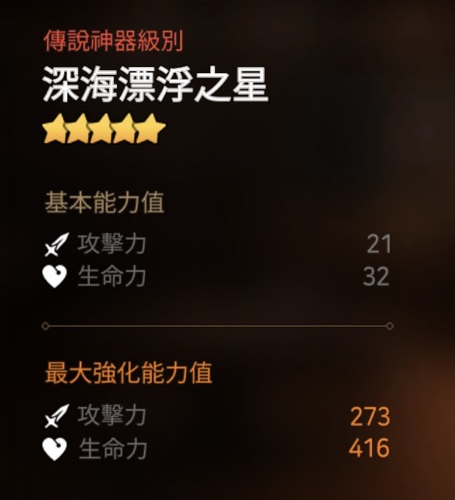 傳說神器級別
深海漂浮之星
基本能力值
攻擊力 21
生命力 32
最大強化能力值
攻擊力 273
生命力 416